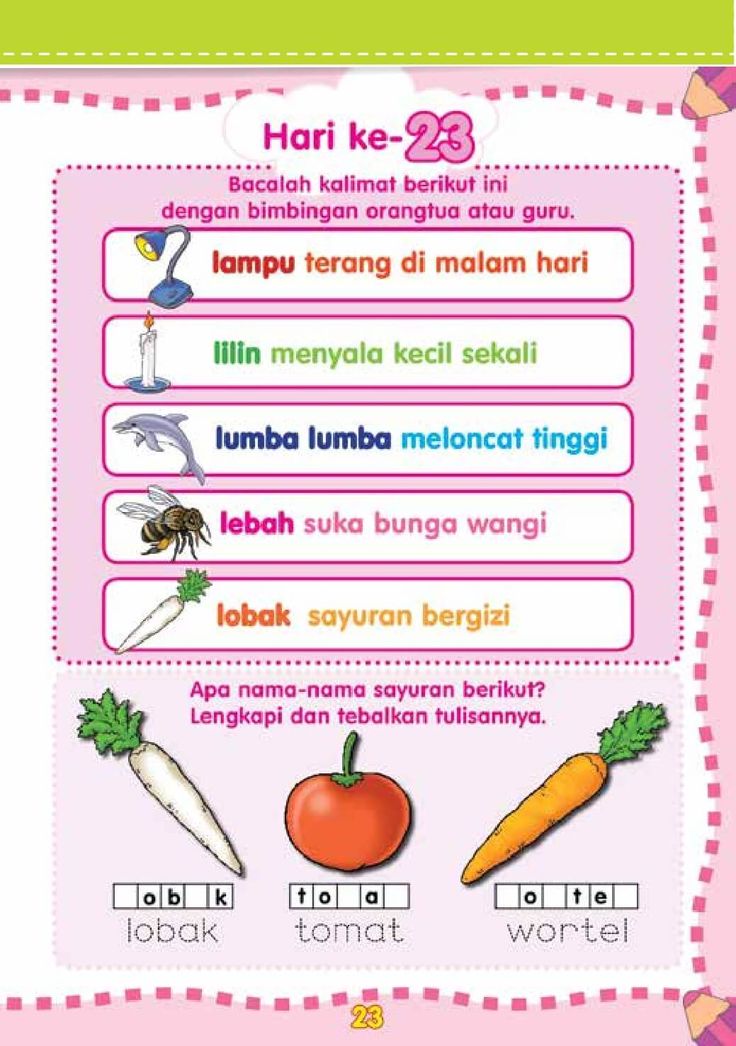 Hari ke-23
Bacalah kalimat berikut ini
dengan bimbingan orangtua atau guru.
lampu terang di malam hari
lilin menyala kecil sekali
lumba lumba meloncat tinggi
lebah suka bunga wangi
lobak sayuran bergizi
Apa nama-nama sayuran berikut?
Lengkapi dan tebalkan tulisannya.
o b k t o a o t e
lobak tomat wortel
23